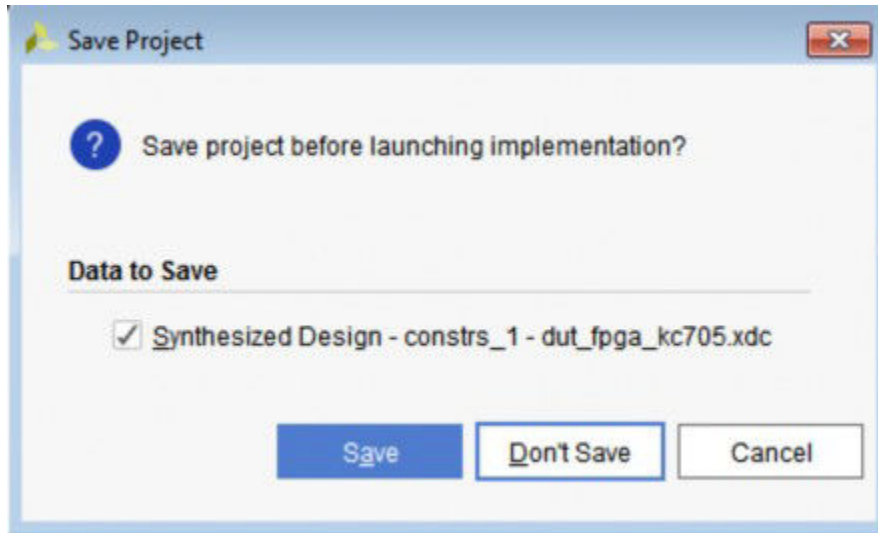 Save Project
Save project before launching implementation?
Data to Save
Synthesized Design - constrs_1 - dut_fpga_kc705.xdc
Save Don't Save Cancel